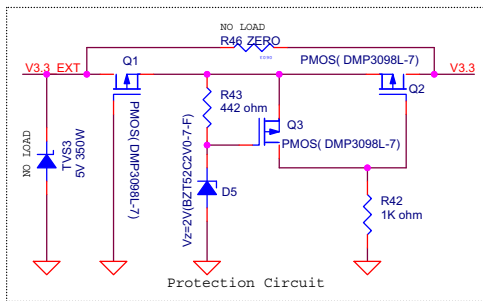 NO LOAD
R46 ZERO
Q1
PMOS( DMP3098L-7)
V3.3_EXT
V3.3
R43
442 ohm
Q2
Q3
PMOS( DMP3098L-7)
PMOS( DMP3098L-7)
NO LOAD
TVS3
5V 350W
Vz=2V(BZT52C2V0-7-F)
D5
R42
1K ohm
Protection Circuit